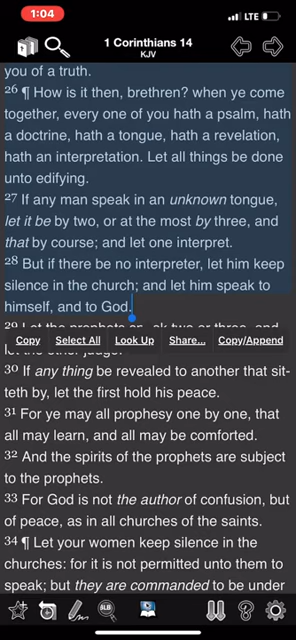 1:04
LTE
1 Corinthians 14
KJV
you of a truth.
26 ¶ How is it then, brethren? when ye come
together, every one of you hath a psalm, hath
a doctrine, hath a tongue, hath a revelation,
hath an interpretation. Let all things be done
unto edifying.
27 If any man speak in an unknown tongue,
let it be by two, or at the most by three, and
that by course; and let one interpret.
28 But if there be no interpreter, let him keep
silence in the church; and let him speak to
himself, and to God.
Copy Select All Look Up Share... Copy/Append
30 If any thing be revealed to another that sit-
teth by, let the first hold his peace.
31 For ye may all prophesy one by one, that
all may learn, and all may be comforted.
32 And the spirits of the prophets are subject
to the prophets.
33 For God is not the author of confusion, but
of peace, as in all churches of the saints.
34 ¶ Let your women keep silence in the
churches: for it is not permitted unto them to
speak; but they are commanded to be under
SLB